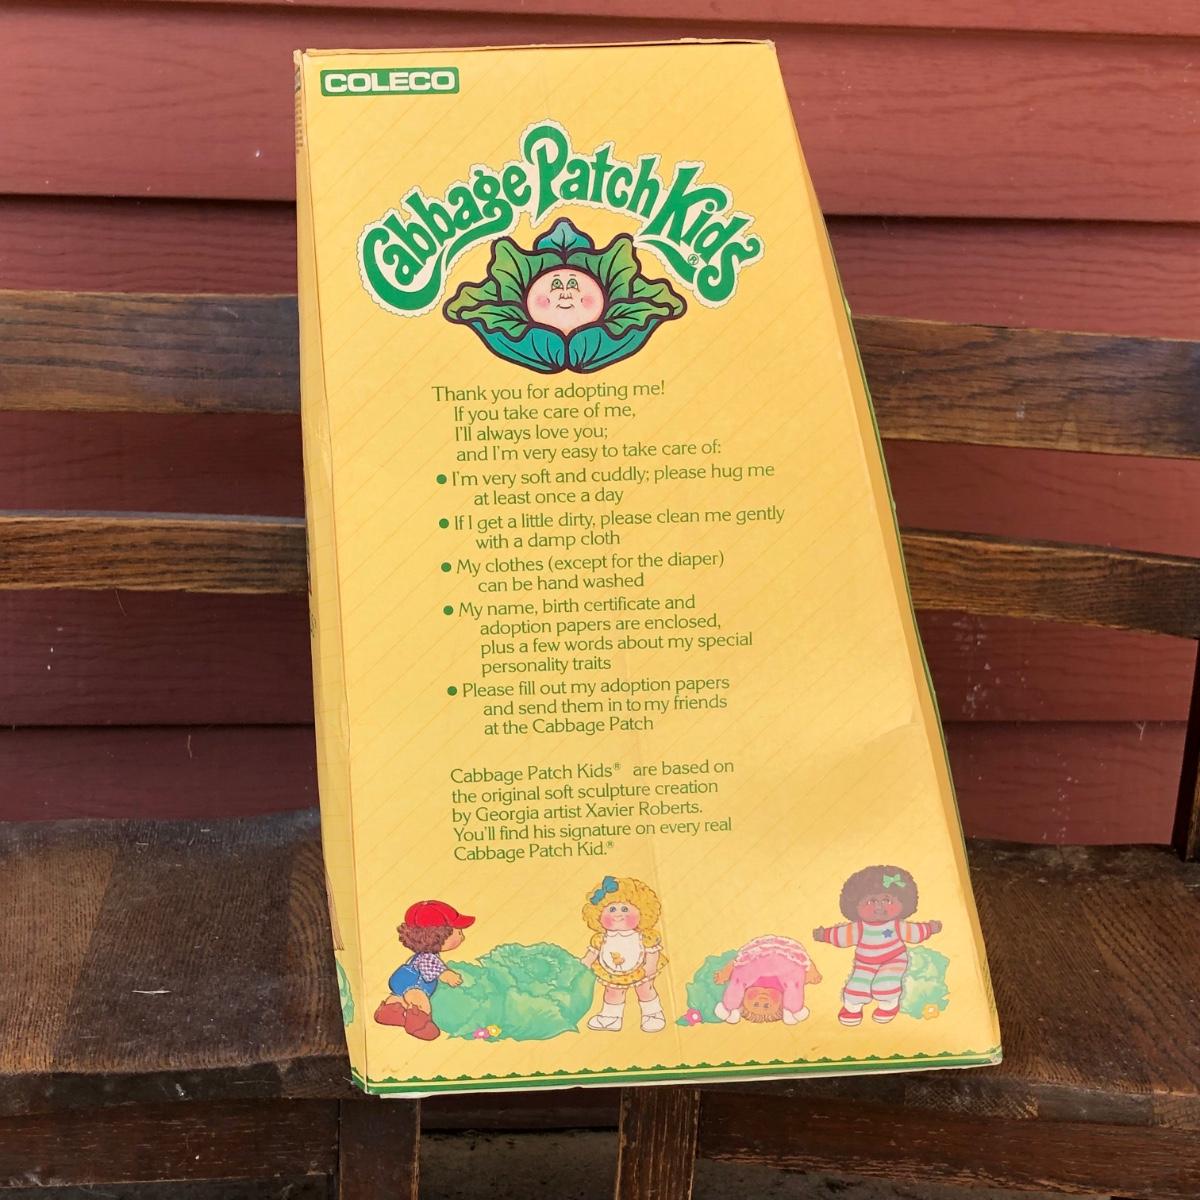 COLECO
Cabbage Patch Kids®
Thank you for adopting me!
If you take care of me,
I'll always love you;
and I'm very easy to take care of:
● I'm very soft and cuddly; please hug me
at least once a day
● If I get a little dirty, please clean me gently
with a damp cloth
● My clothes (except for the diaper)
can be hand washed
● My name, birth certificate and
adoption papers are enclosed,
plus a few words about my special
personality traits
● Please fill out my adoption papers
and send them in to my friends
at the Cabbage Patch
Cabbage Patch Kids® are based on
the original soft sculpture creation
by Georgia artist Xavier Roberts.
You'll find his signature on every real
Cabbage Patch Kid.®